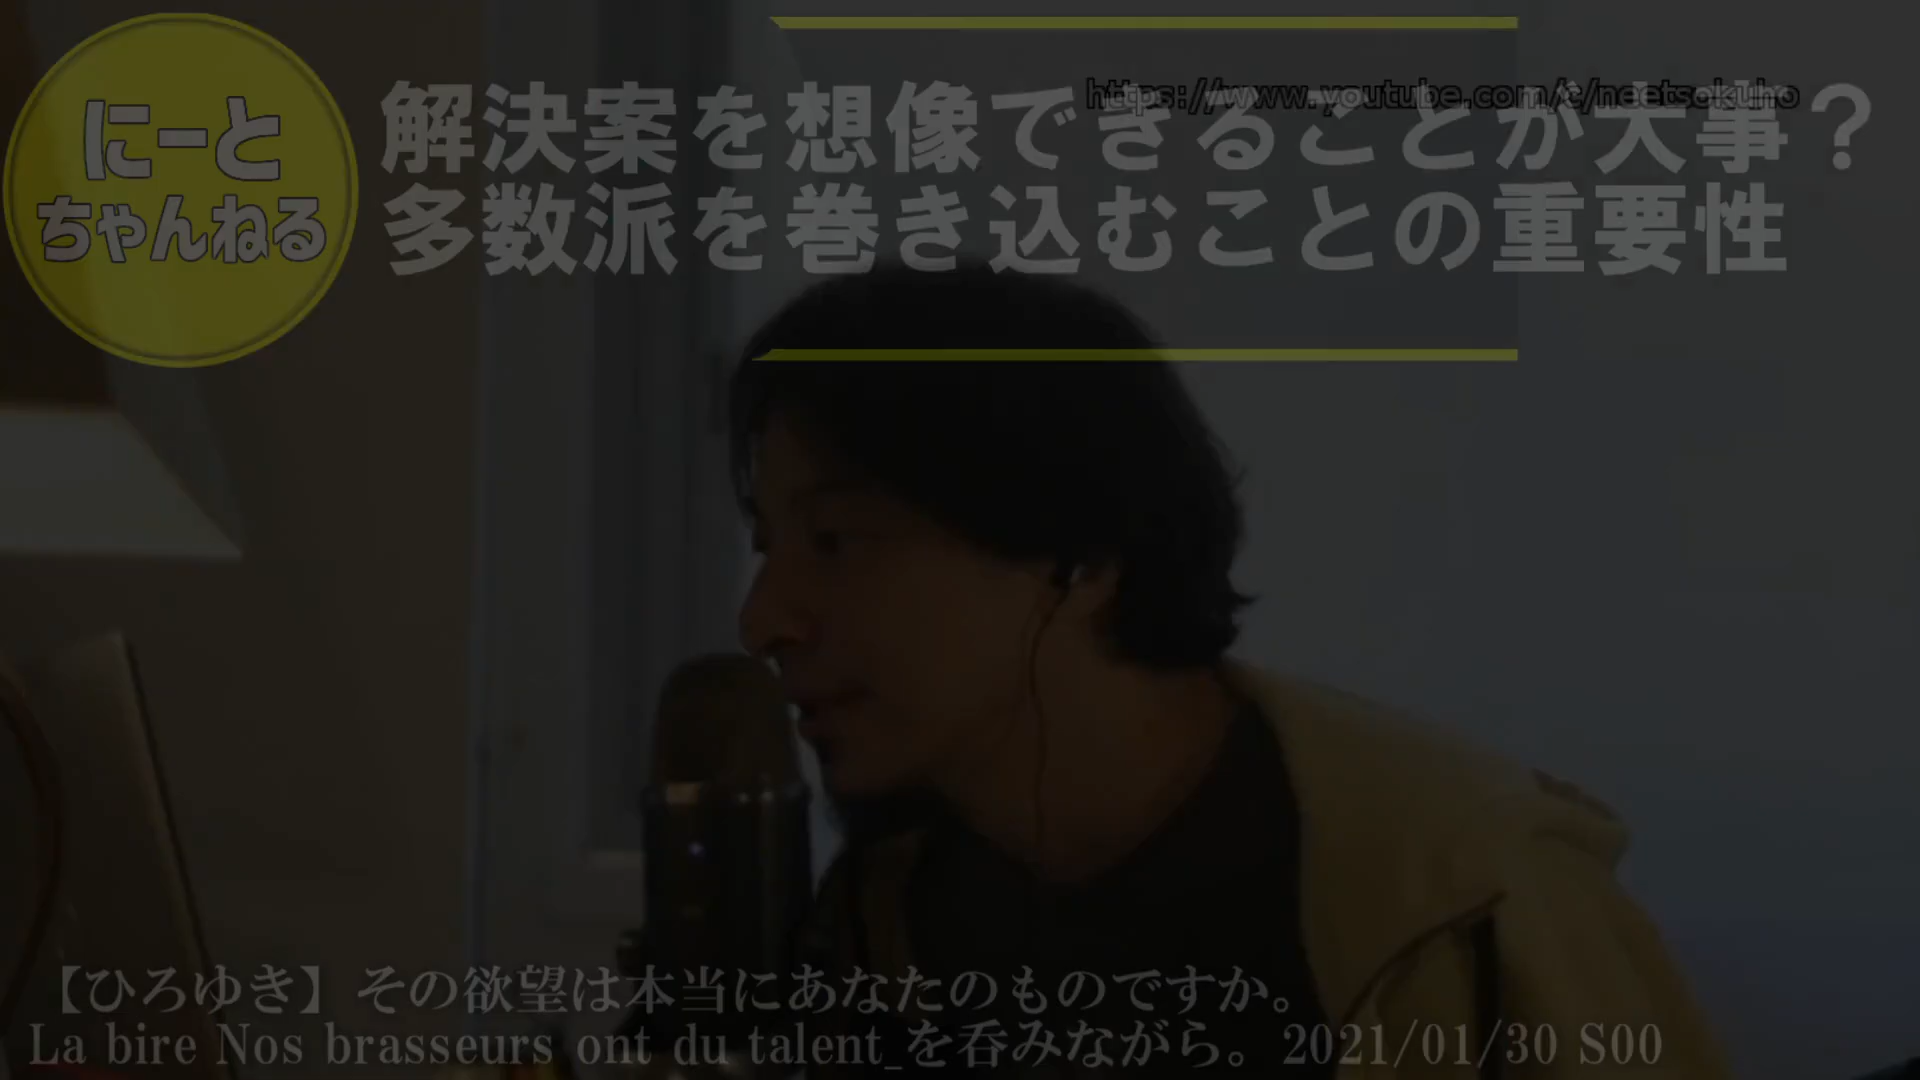 にーと
ちゃんねる
解決案を想像できることが大事？
多数派を巻き込むことの重要性
https://www.youtube.com/c/neetsokuho
【ひろゆき】その欲望は本当にあなたのものですか。
La bire Nos brasseurs ont du talent_を呑みながら。2021/01/30 S00